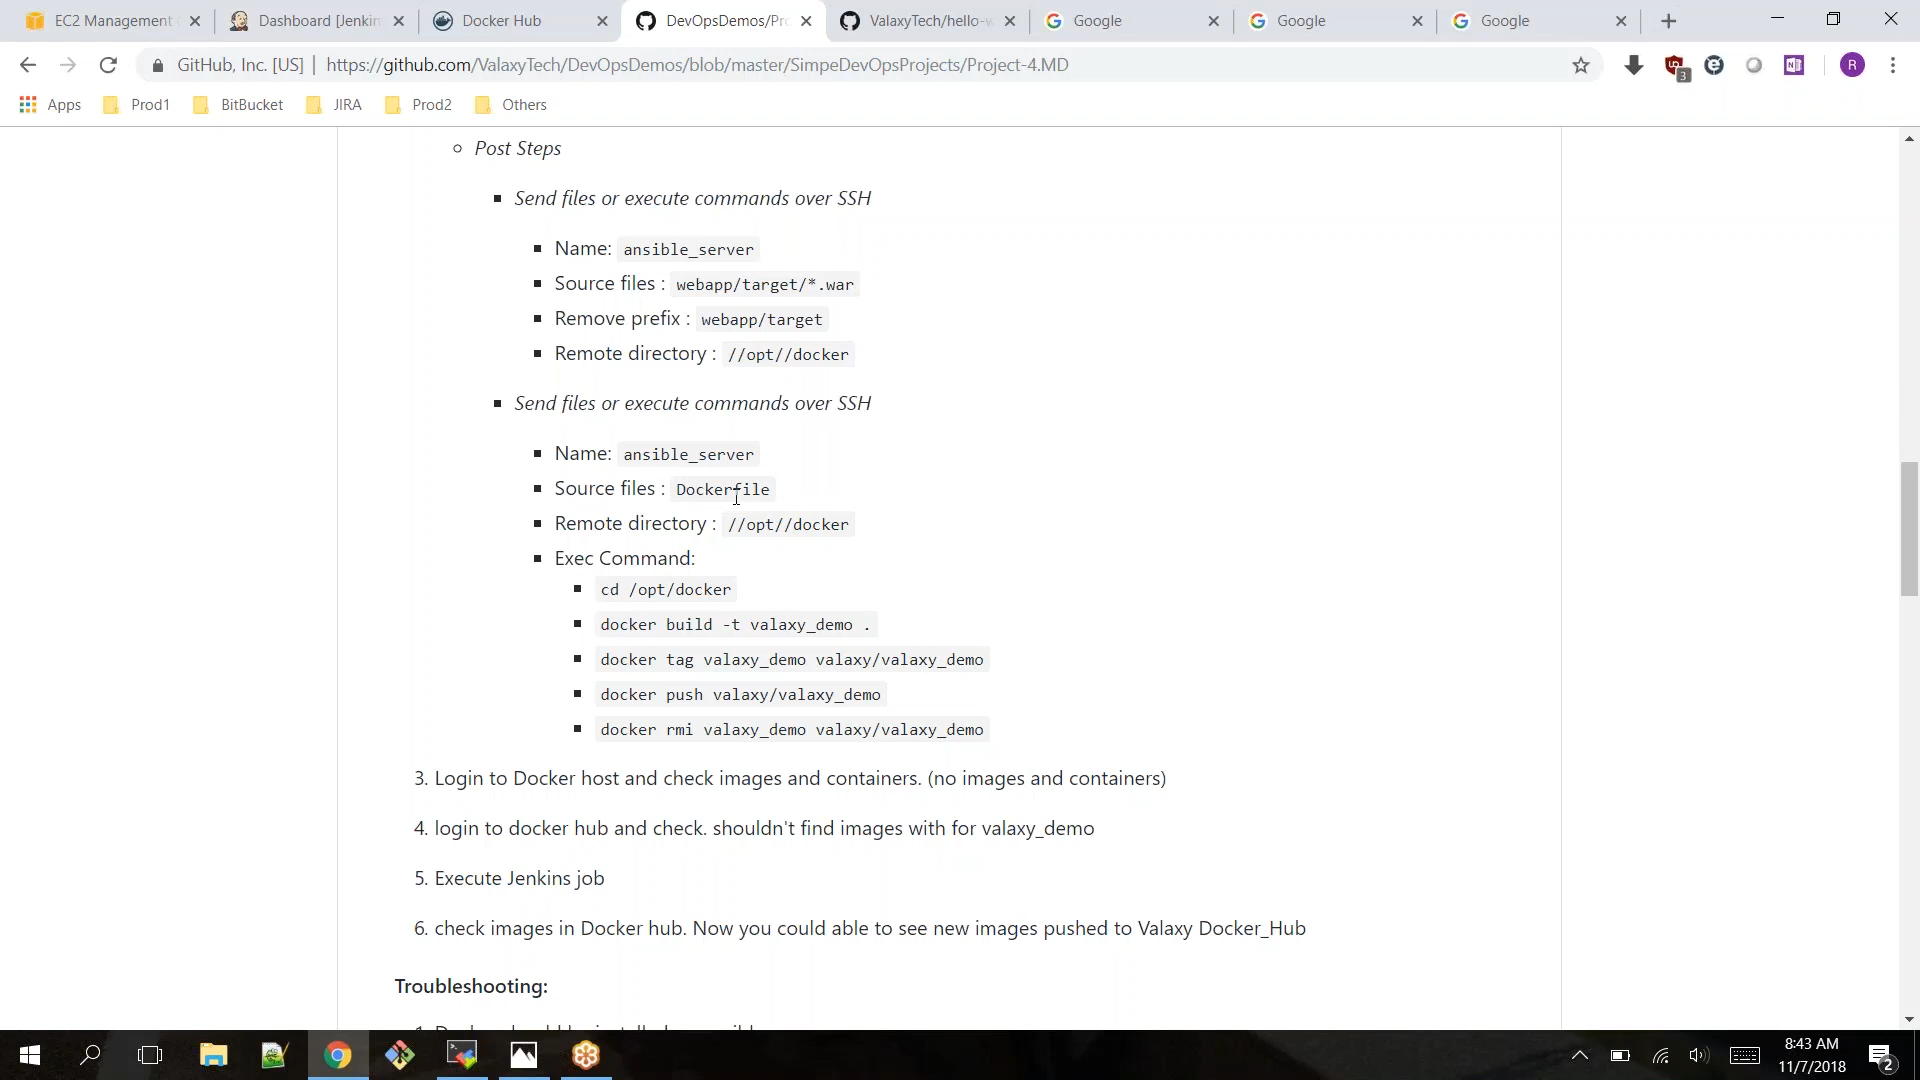 EC2 Management
Dashboard [Jenkin
Docker Hub
DevOpsDemos/Pro
ValaxyTech/hello-w
Google
Google
Google
GitHub, Inc. [US]
https://github.com/ValaxyTech/DevOpsDemos/blob/master/SimpeDevOpsProjects/Project-4.MD
3
R
Apps
Prod1
BitBucket
JIRA
Prod2
Others
Post Steps
Send files or execute commands over SSH
Name: ansible_server
Source files : webapp/target/*.war
Remove prefix : webapp/target
Remote directory : //opt//docker
Send files or execute commands over SSH
Name: ansible_server
Source files : Dockerfile
Remote directory : //opt//docker
Exec Command:
cd /opt/docker
docker build -t valaxy_demo .
docker tag valaxy_demo valaxy/valaxy_demo
docker push valaxy/valaxy_demo
docker rmi valaxy_demo valaxy/valaxy_demo
3. Login to Docker host and check images and containers. (no images and containers)
4. login to docker hub and check. shouldn't find images with for valaxy_demo
5. Execute Jenkins job
6. check images in Docker hub. Now you could able to see new images pushed to Valaxy Docker_Hub
Troubleshooting:
8:43 AM
11/7/2018
2